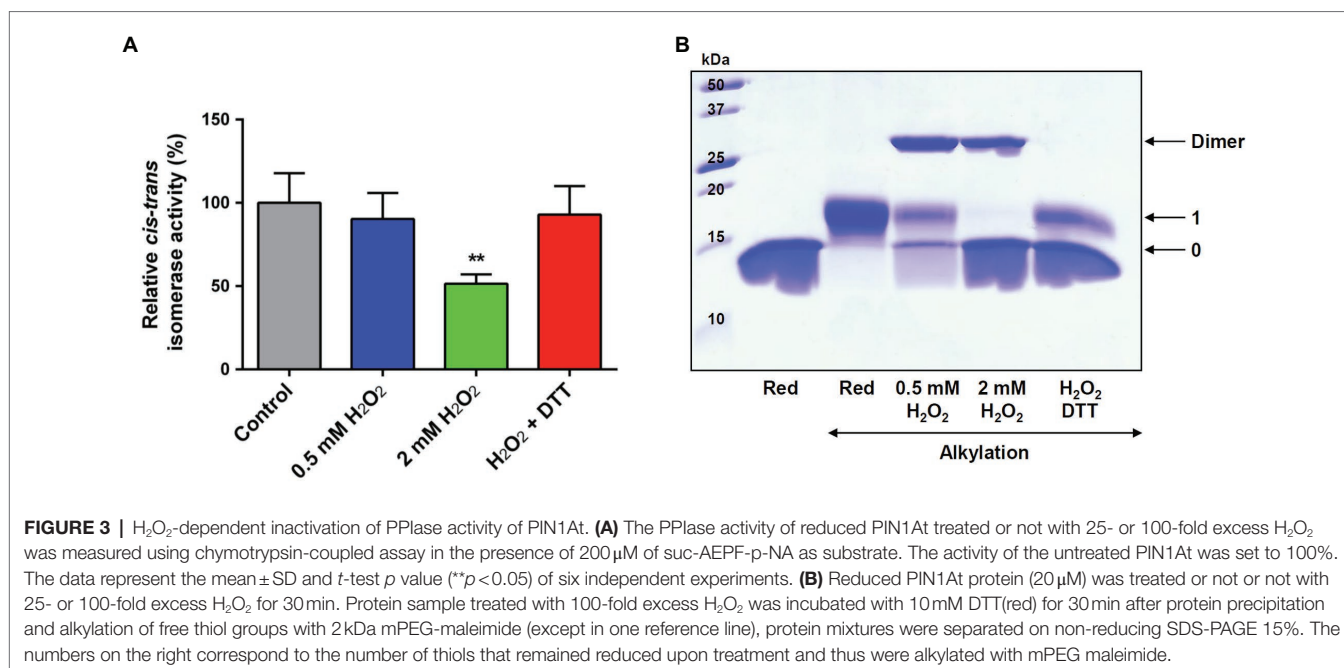 A
Relative cis-trans
isomerase activity (%)
150
100
50
0
**
Control
0.5 mM H₂O₂
2 mM H₂O₂
H₂O₂ + DTT
B
kDa
50
37
25
20
15
10
Dimer
1
0
Red
Red
0.5 mM
H₂O₂
2 mM
H₂O₂
H₂O₂
DTT
Alkylation
FIGURE 3 | H₂O₂-dependent inactivation of PPIase activity of PIN1At. (A) The PPIase activity of reduced PIN1At treated or not with 25- or 100-fold excess H₂O₂
was measured using chymotrypsin-coupled assay in the presence of 200 μM of suc-AEPF-p-NA as substrate. The activity of the untreated PIN1At was set to 100%.
The data represent the mean ± SD and t-test p value (**p < 0.05) of six independent experiments. (B) Reduced PIN1At protein (20 μM) was treated or not or not with
25- or 100-fold excess H₂O₂ for 30 min. Protein sample treated with 100-fold excess H₂O₂ was incubated with 10 mM DTT(red) for 30 min after protein precipitation
and alkylation of free thiol groups with 2 kDa mPEG-maleimide (except in one reference line), protein mixtures were separated on non-reducing SDS-PAGE 15%. The
numbers on the right correspond to the number of thiols that remained reduced upon treatment and thus were alkylated with mPEG maleimide.